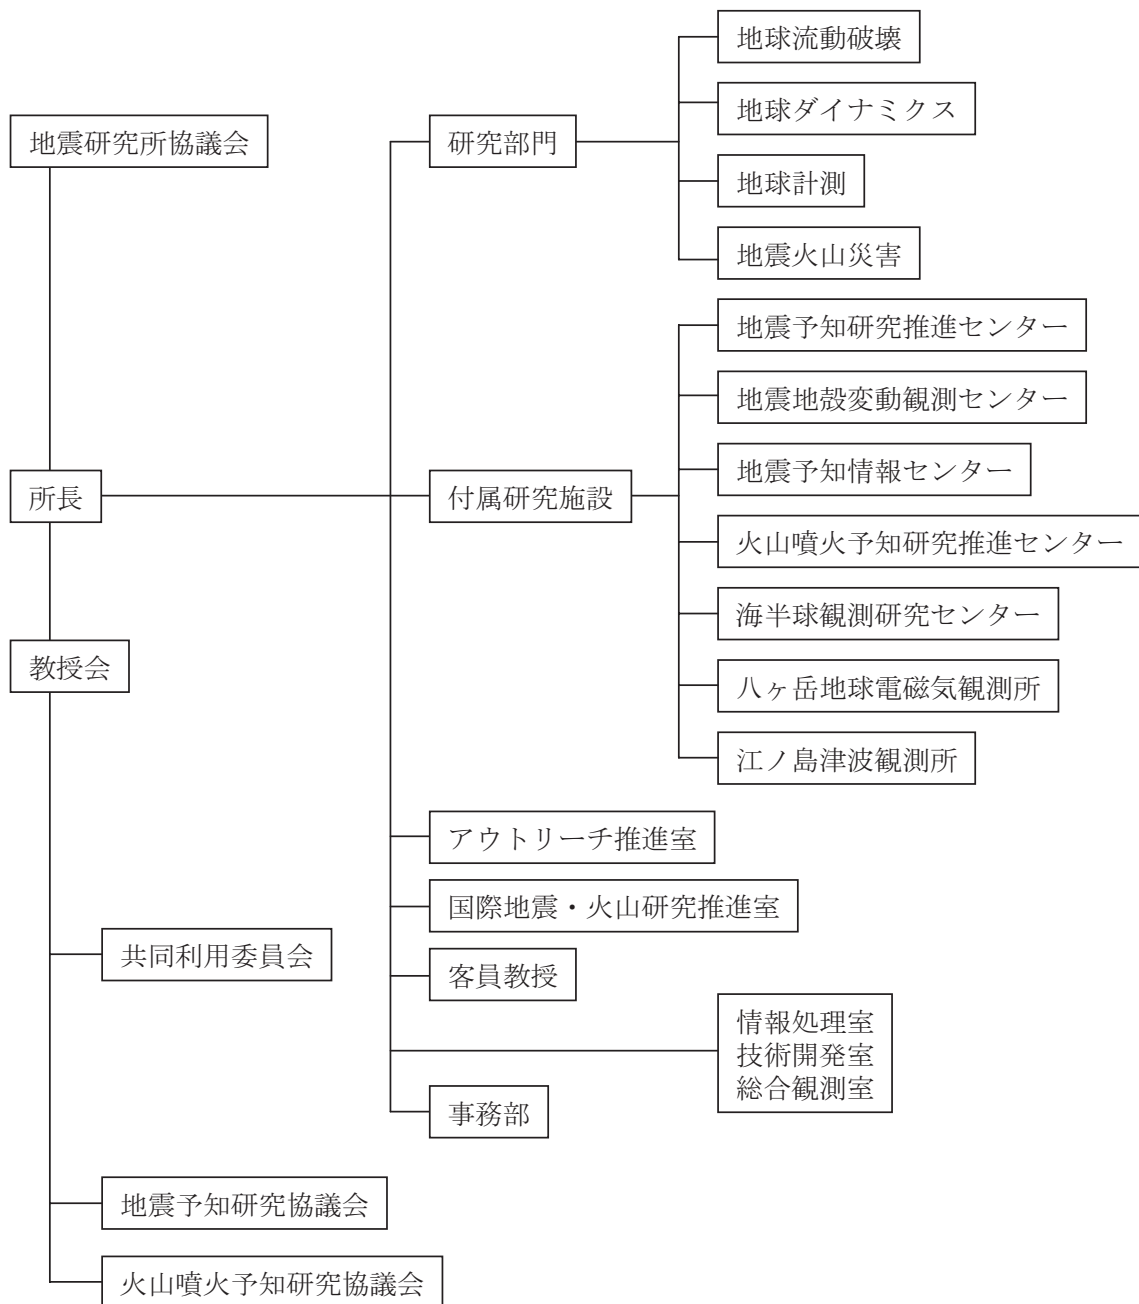 地震研究所協議会
所長
教授会
共同利用委員会
地震予知研究協議会
火山噴火予知研究協議会
研究部門
地球流動破壊
地球ダイナミクス
地球計測
地震火山災害
付属研究施設
地震予知研究推進センター
地震地殻変動観測センター
地震予知情報センター
火山噴火予知研究推進センター
海半球観測研究センター
八ヶ岳地球電磁気観測所
江ノ島津波観測所
アウトリーチ推進室
国際地震・火山研究推進室
客員教授
情報処理室
技術開発室
総合観測室
事務部